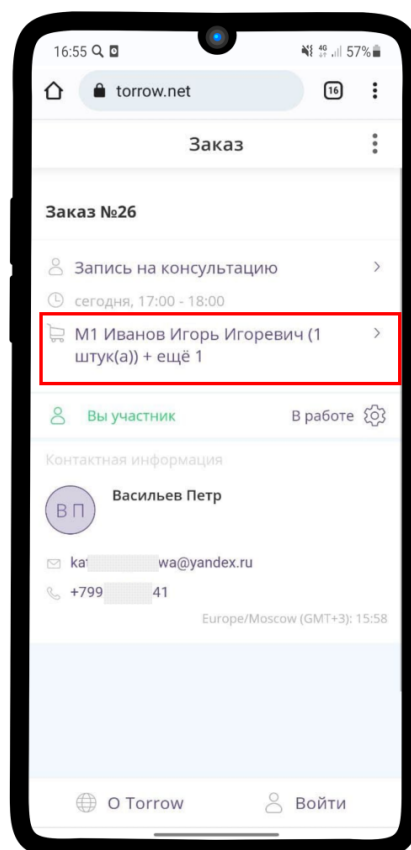 16:55 57%
torrow.net 16
Заказ
Заказ №26
Запись на консультацию
сегодня, 17:00 - 18:00
М1 Иванов Игорь Игоревич (1
штук(а)) + ещё 1
Вы участник В работе
Контактная информация
ВП Васильев Петр
wa@yandex.ru
+799 41
Europe/Moscow (GMT+3): 15:58
О Torrow Войти